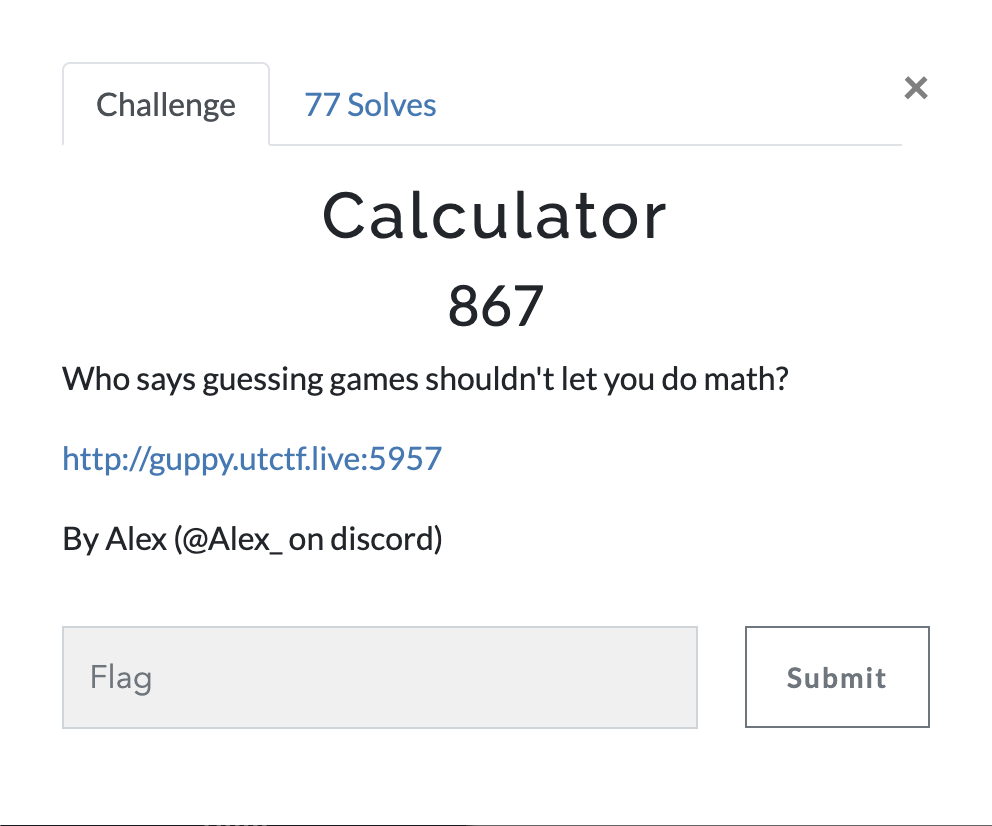 Challenge
77 Solves
×
Calculator
867
Who says guessing games shouldn't let you do math?
http://guppy.utctf.live:5957
By Alex (@Alex_ on discord)
Flag
Submit